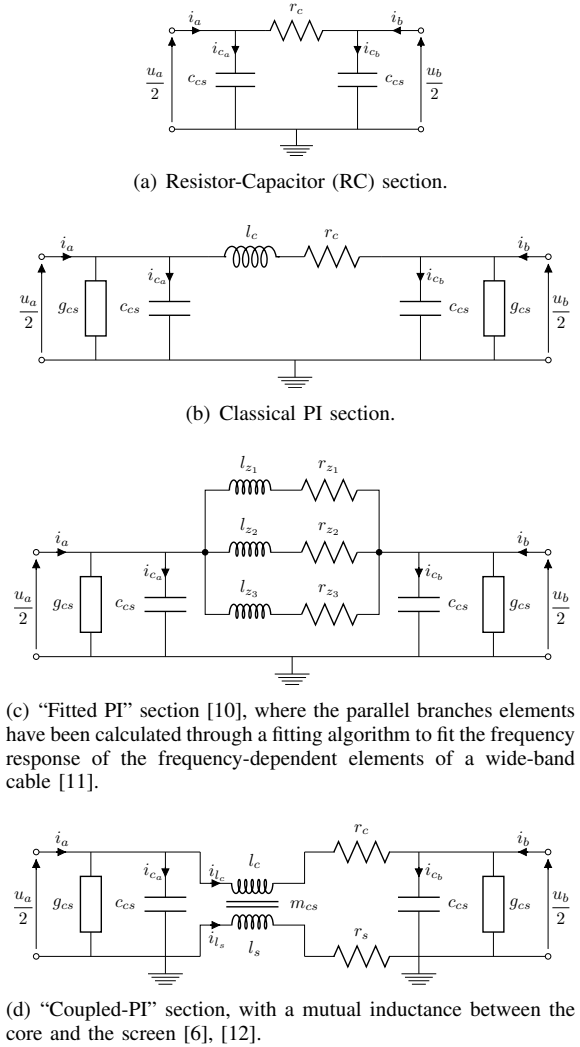 i_a r_c i_b
i_{c_a} i_{c_b}
u_a/2 c_{cs} c_{cs} u_b/2
(a) Resistor-Capacitor (RC) section.
l_c r_c
i_a i_b
i_{c_a} i_{c_b}
u_a/2 g_{cs} c_{cs} c_{cs} g_{cs} u_b/2
(b) Classical PI section.
l_{z_1} r_{z_1}
i_a l_{z_2} r_{z_2} i_b
i_{c_a} i_{c_b}
u_a/2 g_{cs} c_{cs} l_{z_3} r_{z_3} c_{cs} g_{cs} u_b/2
(c) “Fitted PI” section [10], where the parallel branches elements
have been calculated through a fitting algorithm to fit the frequency
response of the frequency-dependent elements of a wide-band
cable [11].
i_a l_c r_c i_b
i_{c_a} i_{l_c} i_{c_b}
u_a/2 g_{cs} c_{cs} m_{cs} c_{cs} g_{cs} u_b/2
i_{l_s} l_s r_s
(d) “Coupled-PI” section, with a mutual inductance between the
core and the screen [6], [12].